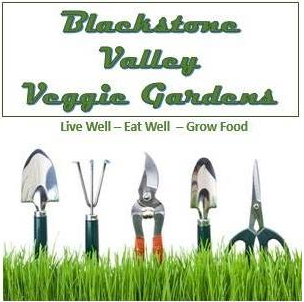 Blackstone
Valley
Veggie Gardens
Live Well – Eat Well – Grow Food